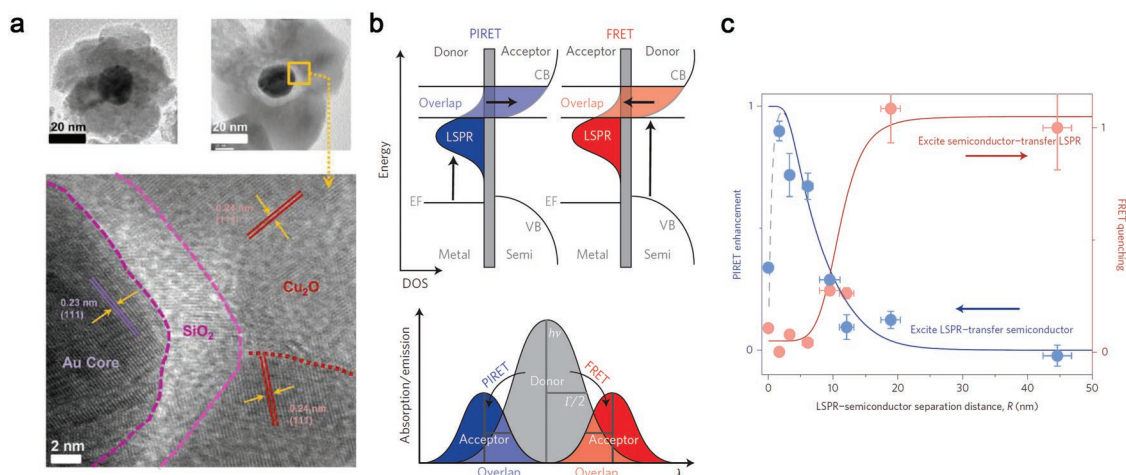 a
20 nm
20 nm
0.24 nm
(111)
0.23 nm
(111)
Cu2O
SiO2
Au Core
0.24 nm
(111)
2 nm
b
PIRET
FRET
Donor
Acceptor
Acceptor
Donor
CB
CB
Overlap
Overlap
LSPR
LSPR
Energy
EF
EF
VB
VB
Metal
Semi
Metal
Semi
DOS
Absorption/emission
hν
PIRET
FRET
Donor
Γ/2
Acceptor
Acceptor
Overlap
Overlap
λ
c
1
1
Excite semiconductor-transfer LSPR
PIRET enhancement
FRET quenching
Excite LSPR-transfer semiconductor
0
0
0
10
20
30
40
50
LSPR-semiconductor separation distance, R (nm)